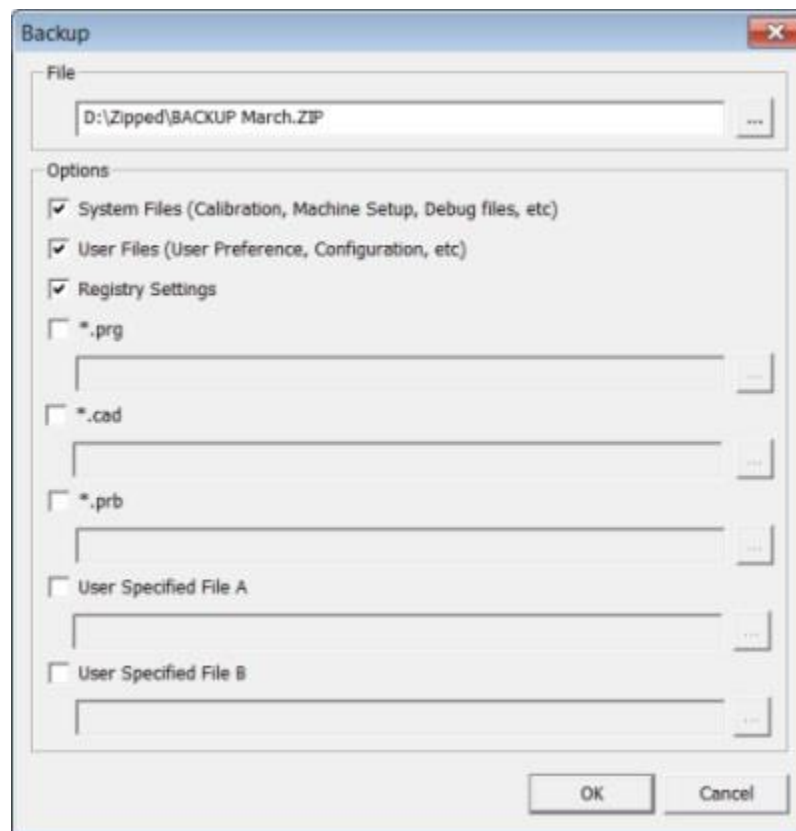 Backup
File
D:\Zipped\BACKUP March.ZIP
...
Options
System Files (Calibration, Machine Setup, Debug files, etc)
User Files (User Preference, Configuration, etc)
Registry Settings
*.prg
...
*.cad
...
*.prb
...
User Specified File A
...
User Specified File B
...
OK Cancel